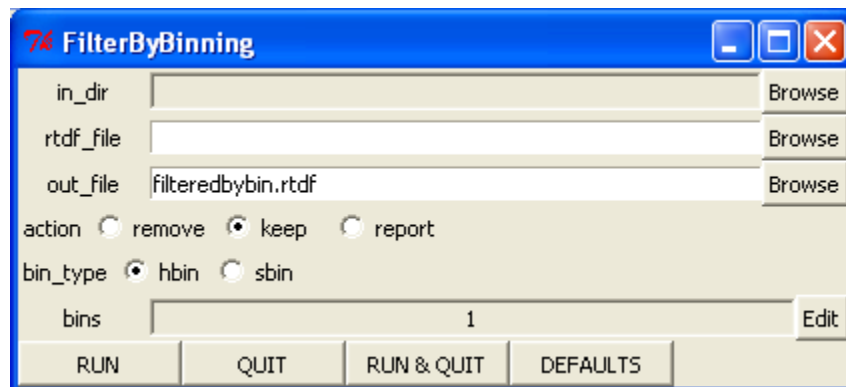 7% FilterByBinning
in_dir Browse
rtdf_file Browse
out_file filteredbybin.rtdf Browse
action remove keep report
bin_type hbin sbin
bins 1 Edit
RUN QUIT RUN & QUIT DEFAULTS